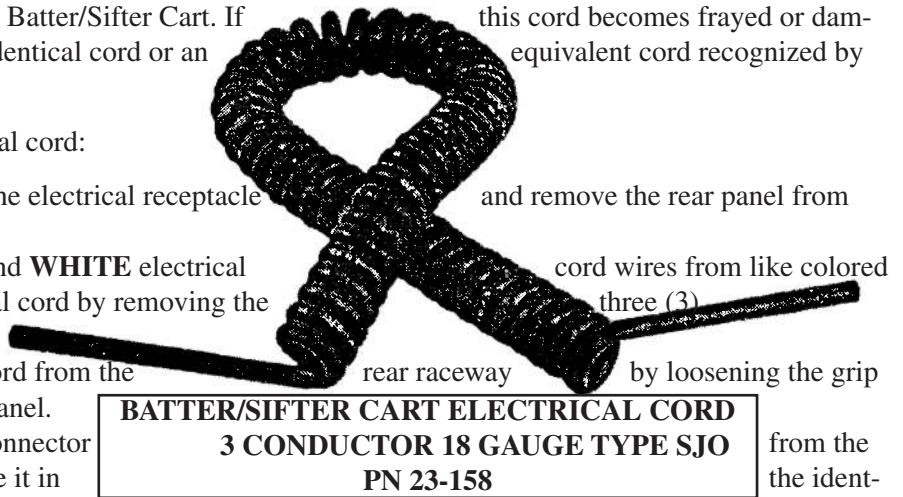 Batter/Sifter Cart. If this cord becomes frayed or dam-
dentical cord or an equivalent cord recognized by
al cord:
he electrical receptacle and remove the rear panel from
nd WHITE electrical cord wires from like colored
al cord by removing the three (3)
ord from the rear raceway by loosening the grip
anel.
BATTER/SIFTER CART ELECTRICAL CORD
onnector 3 CONDUCTOR 18 GAUGE TYPE SJO from the
e it in PN 23-158 the ident-